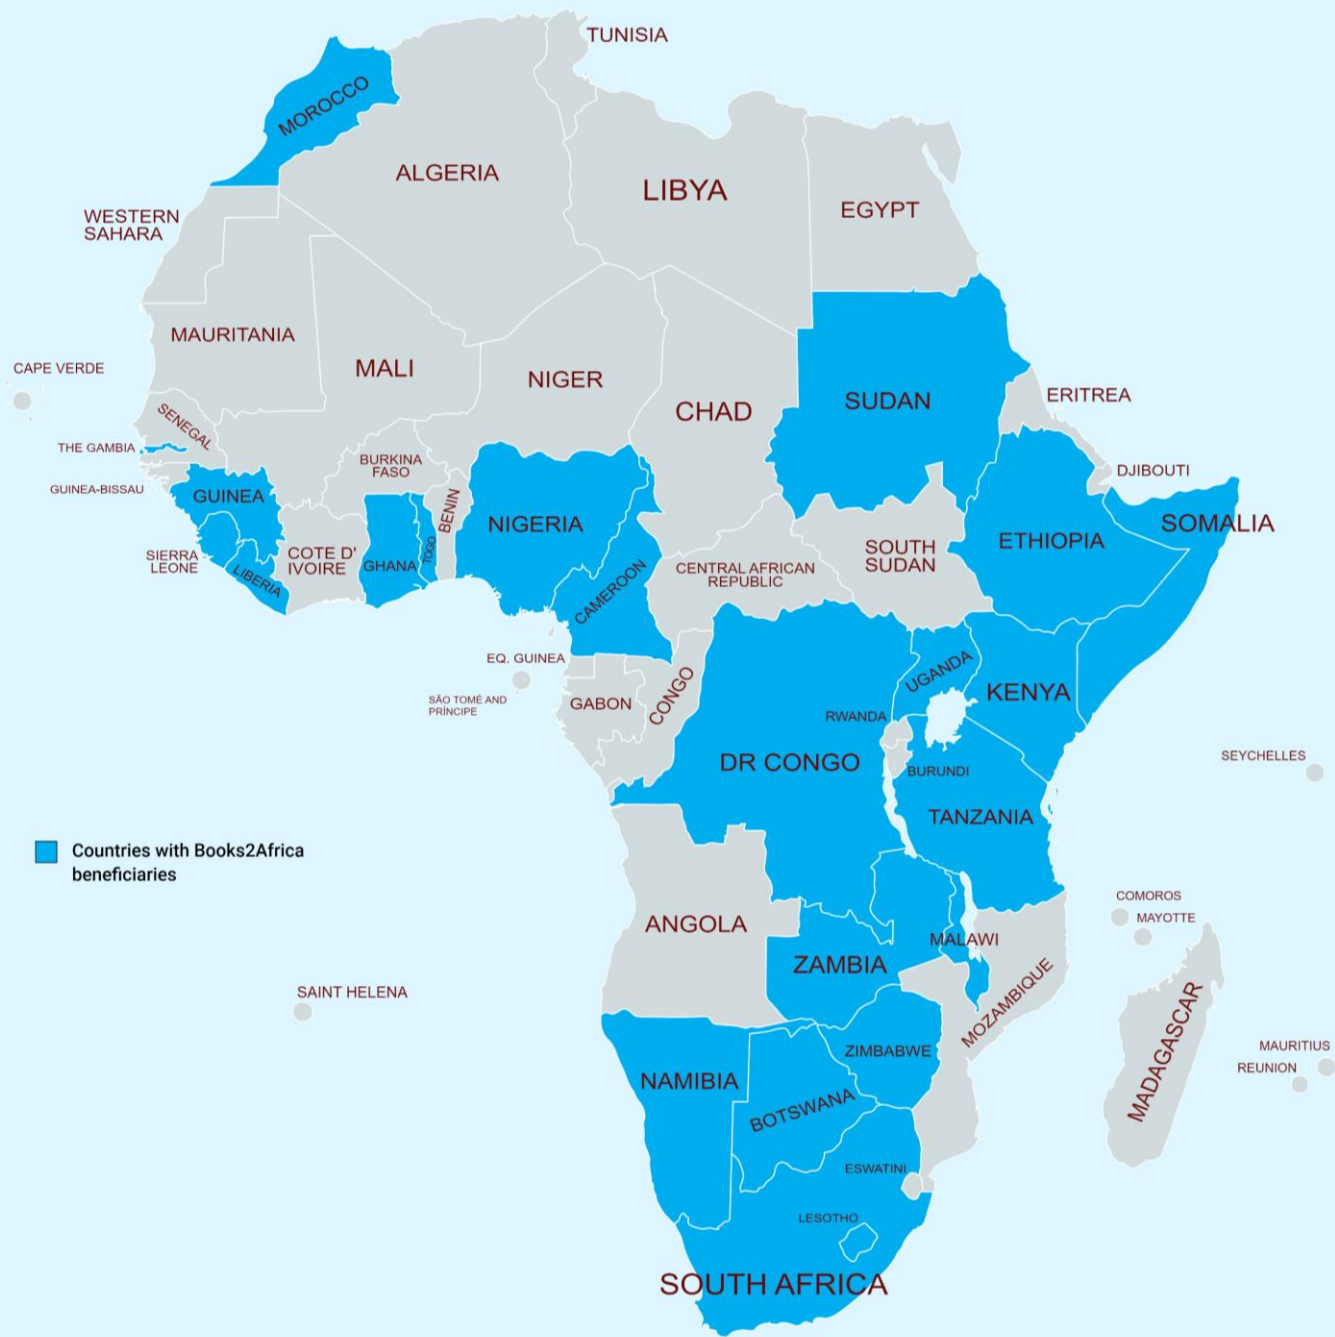 TUNISIA
MOROCCO
ALGERIA
LIBYA
EGYPT
WESTERN
SAHARA
MAURITANIA
MALI
NIGER
CHAD
SUDAN
ERITREA
CAPE VERDE
SENEGAL
THE GAMBIA
BURKINA
FASO
DJIBOUTI
GUINEA-BISSAU
GUINEA
BENIN
NIGERIA
SOMALIA
ETHIOPIA
SIERRA
LEONE
COTE D'
IVOIRE
GHANA
TOGO
LIBERIA
CAMEROON
CENTRAL AFRICAN
REPUBLIC
SOUTH
SUDAN
EQ. GUINEA
SÃO TOMÉ AND
PRÍNCIPE
GABON
CONGO
UGANDA
KENYA
RWANDA
DR CONGO
BURUNDI
SEYCHELLES
TANZANIA
Countries with Books2Africa
beneficiaries
ANGOLA
ZAMBIA
MALAWI
COMOROS
MAYOTTE
SAINT HELENA
MOZAMBIQUE
MADAGASCAR
MAURITIUS
REUNION
NAMIBIA
ZIMBABWE
BOTSWANA
ESWATINI
LESOTHO
SOUTH AFRICA